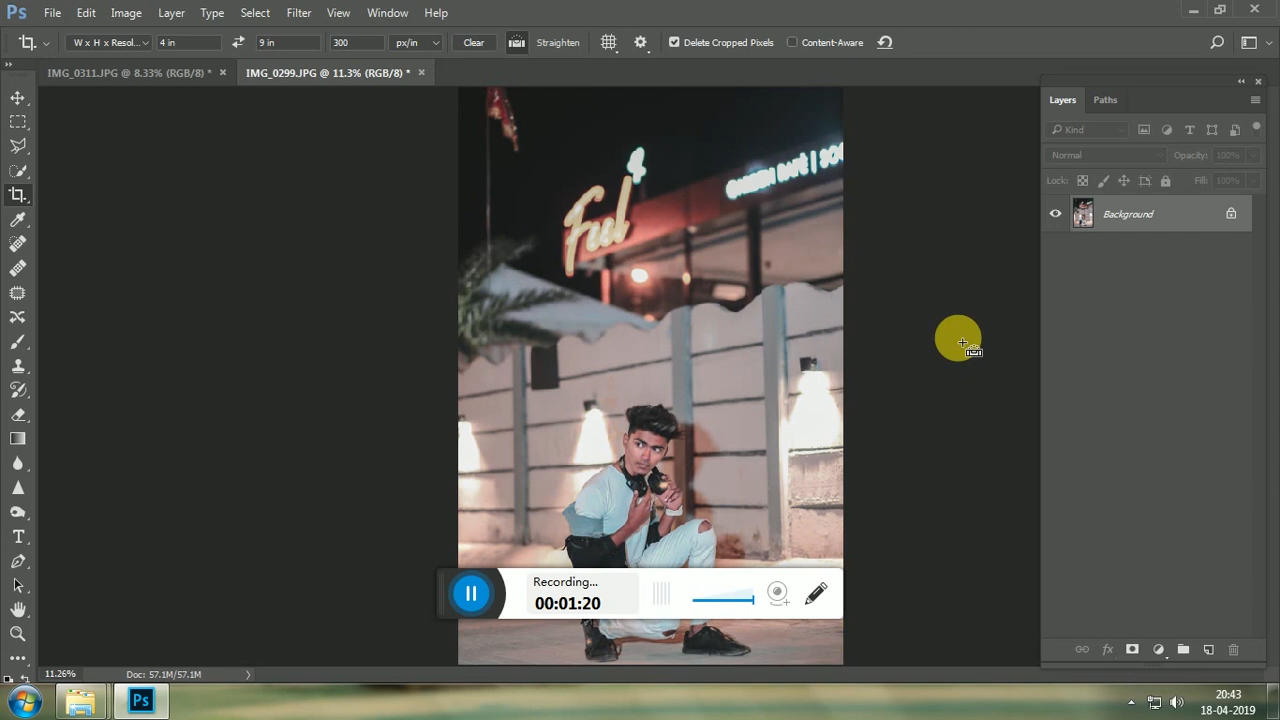 Ps File Edit Image Layer Type Select Filter View Window Help
W x H x Resol... 4 in 9 in 300 px/in Clear Straighten Delete Cropped Pixels Content-Aware
IMG_0311.JPG @ 8.33% (RGB/8) * × IMG_0299.JPG @ 11.3% (RGB/8) * ×
Layers Paths
Kind
Normal Opacity: 100%
Lock: Fill: 100%
Background
4
Feel
Recording...
00:01:20
11.26% Doc: 57.1M/57.1M
Ps
20:43
18-04-2019